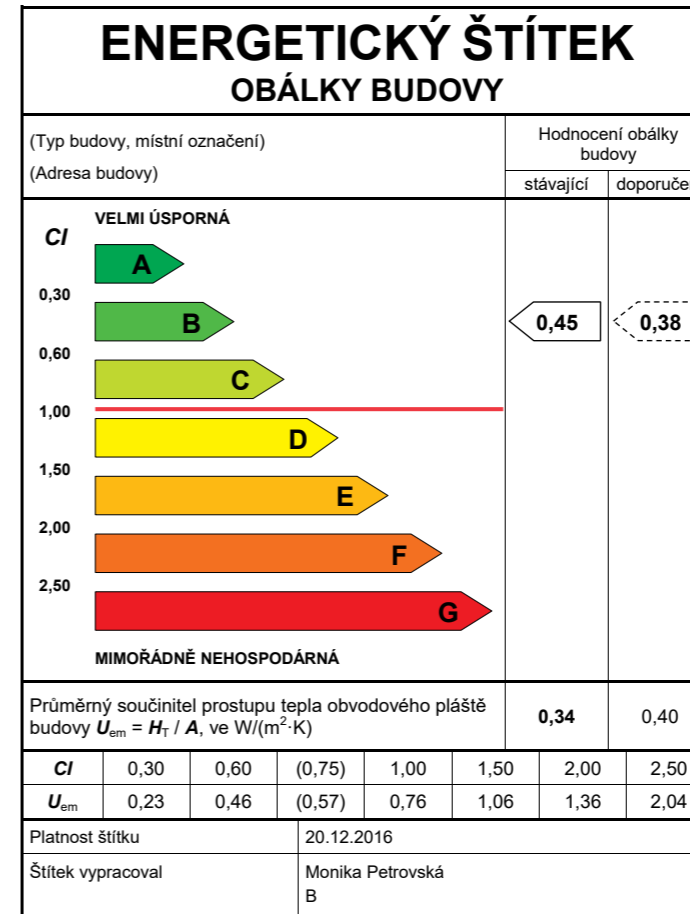 ENERGETICKÝ ŠTÍTEK
OBÁLKY BUDOVY
(Typ budovy, místní označení)
(Adresa budovy)
Hodnocení obálky
budovy
stávající
VELMI ÚSPORNÁ
CI
A
0,30
B
0,45
0,38
0,60
C
1,00
D
1,50
E
2,00
F
2,50
G
MIMOŘÁDNĚ NEHOSPODÁRNÁ
Průměrný součinitel prostupu tepla obvodového pláště
budovy Uem = HT / A, ve W/(m²·K)
0,34 0,40
CI 0,30 0,60 (0,75) 1,00 1,50 2,00 2,50
Uem 0,23 0,46 (0,57) 0,76 1,06 1,36 2,04
Platnost štítku 20.12.2016
Štítek vypracoval Monika Petrovská
B